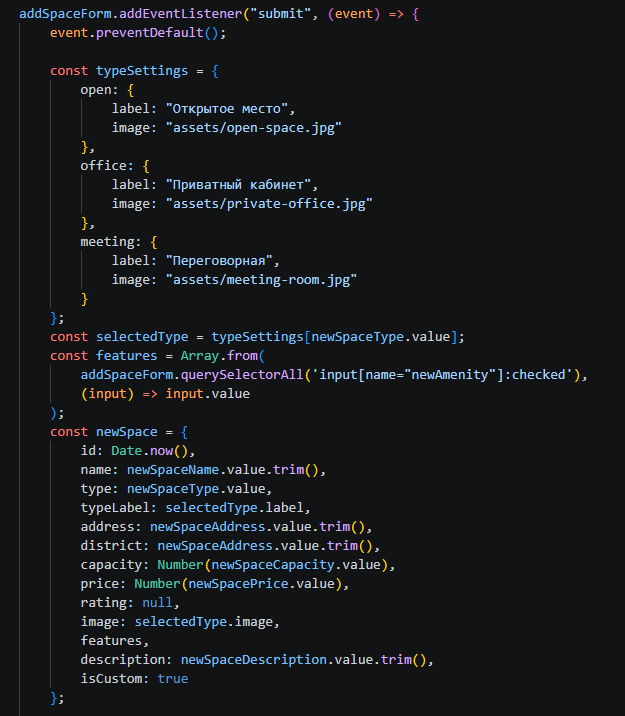 addSpaceForm.addEventListener("submit", (event) => {
    event.preventDefault();

    const typeSettings = {
        open: {
            label: "Открытое место",
            image: "assets/open-space.jpg"
        },
        office: {
            label: "Приватный кабинет",
            image: "assets/private-office.jpg"
        },
        meeting: {
            label: "Переговорная",
            image: "assets/meeting-room.jpg"
        }
    };
    const selectedType = typeSettings[newSpaceType.value];
    const features = Array.from(
        addSpaceForm.querySelectorAll('input[name="newAmenity"]:checked'),
        (input) => input.value
    );
    const newSpace = {
        id: Date.now(),
        name: newSpaceName.value.trim(),
        type: newSpaceType.value,
        typeLabel: selectedType.label,
        address: newSpaceAddress.value.trim(),
        district: newSpaceAddress.value.trim(),
        capacity: Number(newSpaceCapacity.value),
        price: Number(newSpacePrice.value),
        rating: null,
        image: selectedType.image,
        features,
        description: newSpaceDescription.value.trim(),
        isCustom: true
    };